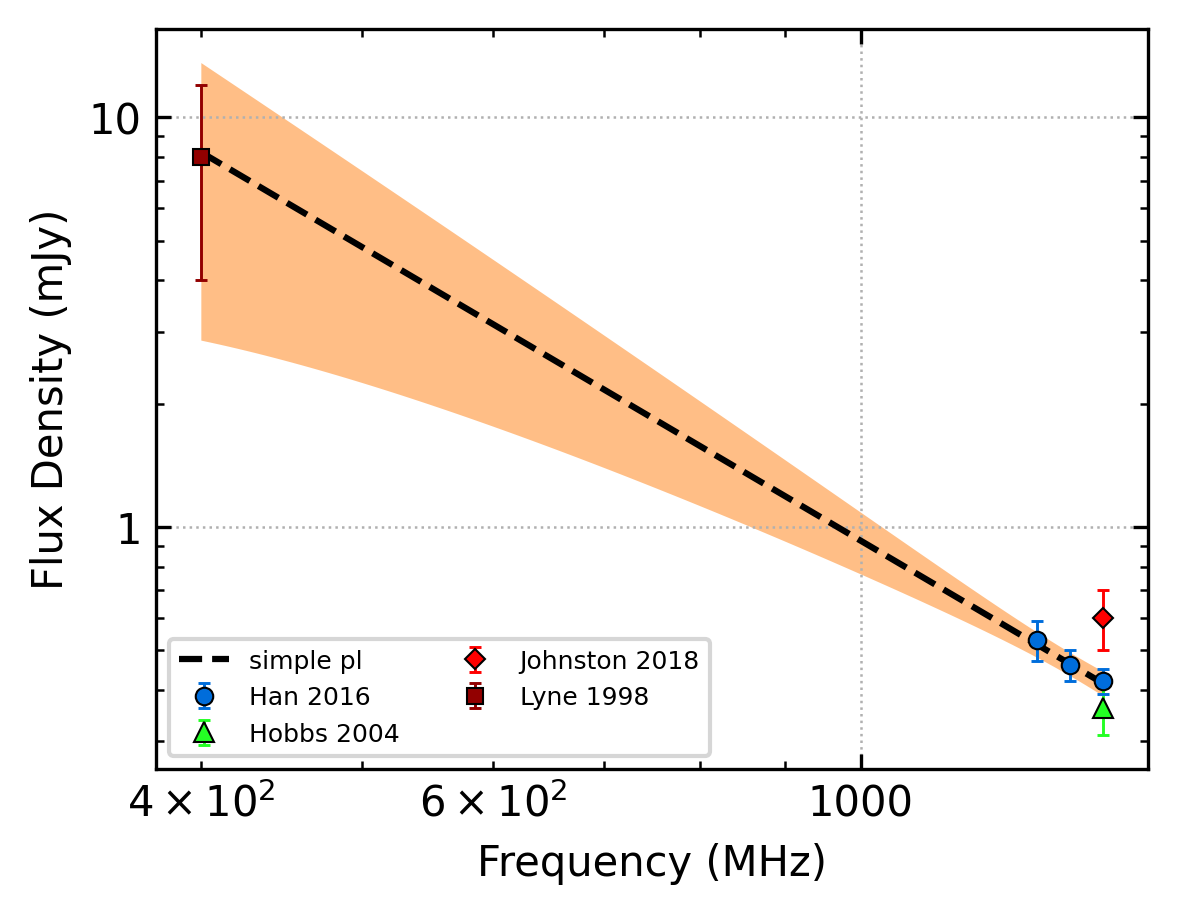 Flux Density (mJy)
10
1
simple pl
Han 2016
Hobbs 2004
Johnston 2018
Lyne 1998
4 × 10²
6 × 10²
1000
Frequency (MHz)